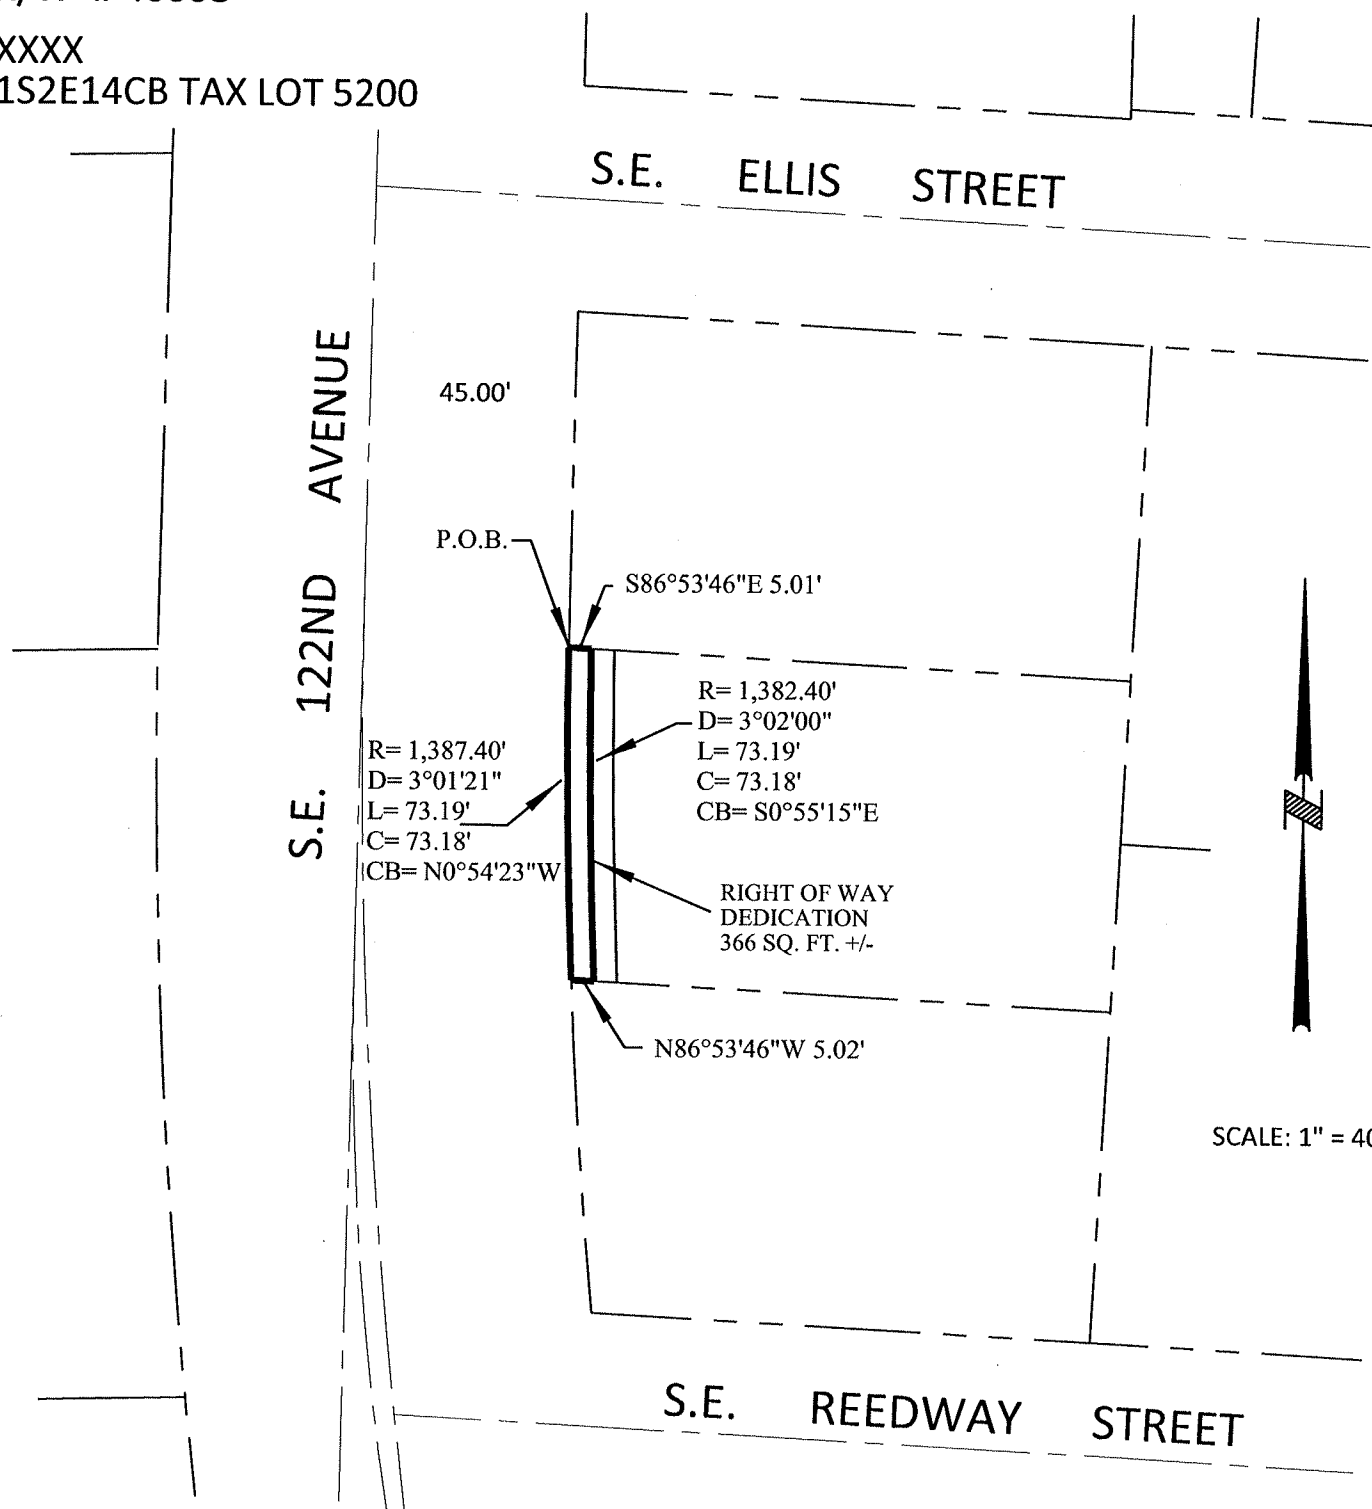 XXXX
1S2E14CB TAX LOT 5200
S.E. ELLIS STREET
S.E. 122ND AVENUE
45.00'
P.O.B.
S86°53'46"E 5.01'
R= 1,382.40'
D= 3°02'00"
L= 73.19'
C= 73.18'
CB= S0°55'15"E
R= 1,387.40'
D= 3°01'21"
L= 73.19'
C= 73.18'
CB= N0°54'23"W
RIGHT OF WAY
DEDICATION
366 SQ. FT. +/-
N86°53'46"W 5.02'
SCALE: 1" = 40
S.E. REEDWAY STREET